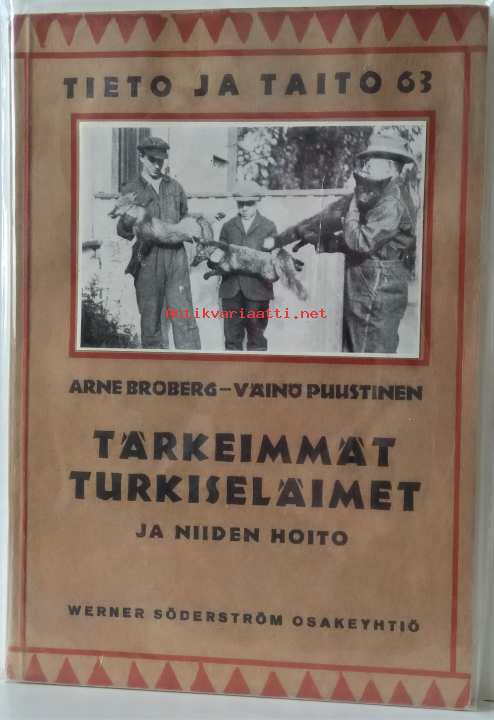 TIETO JA TAITO 63
antikvariaatti.net
ARNE BROBERG – VÄINÖ PUUSTINEN
TÄRKEIMMÄT
TURKISELÄIMET
JA NIIDEN HOITO
WERNER SÖDERSTRÖM OSAKEYHTIÖ